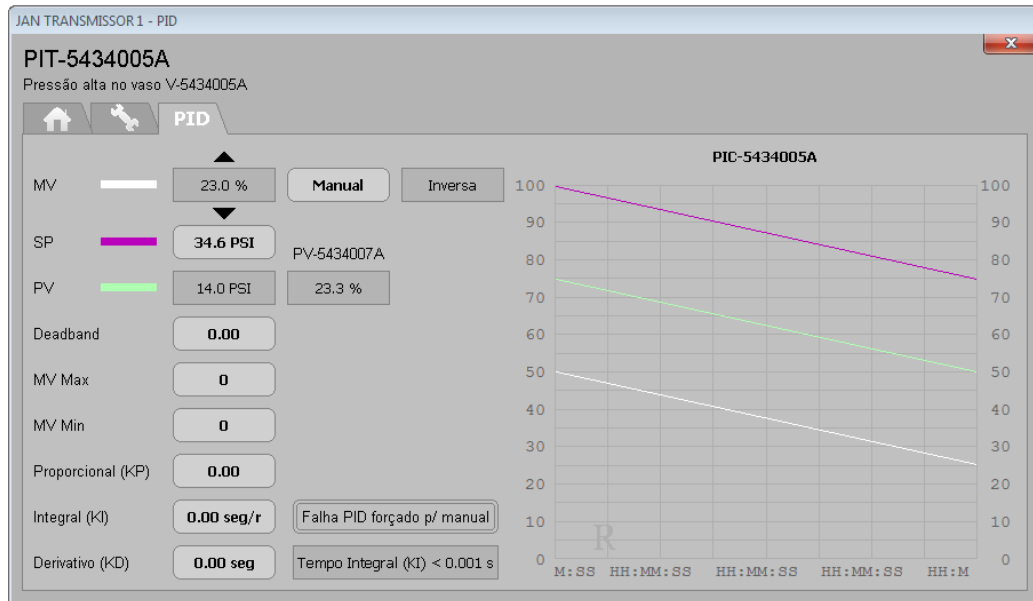 JAN TRANSMISSOR 1 - PID
PIT-5434005A
Pressão alta no vaso V-5434005A
PID
MV 23.0 % Manual Inversa
SP 34.6 PSI PV-5434007A
PV 14.0 PSI 23.3 %
Deadband 0.00
MV Max 0
MV Min 0
Proporcional (KP) 0.00
Integral (KI) 0.00 seg/r Falha PID forçado p/ manual
Derivativo (KD) 0.00 seg Tempo Integral (KI) < 0.001 s
PIC-5434005A
100 100
90 90
80 80
70 70
60 60
50 50
40 40
30 30
20 20
10 10
R
0 0
M:SS HH:MM:SS HH:MM:SS HH:MM:SS HH:M